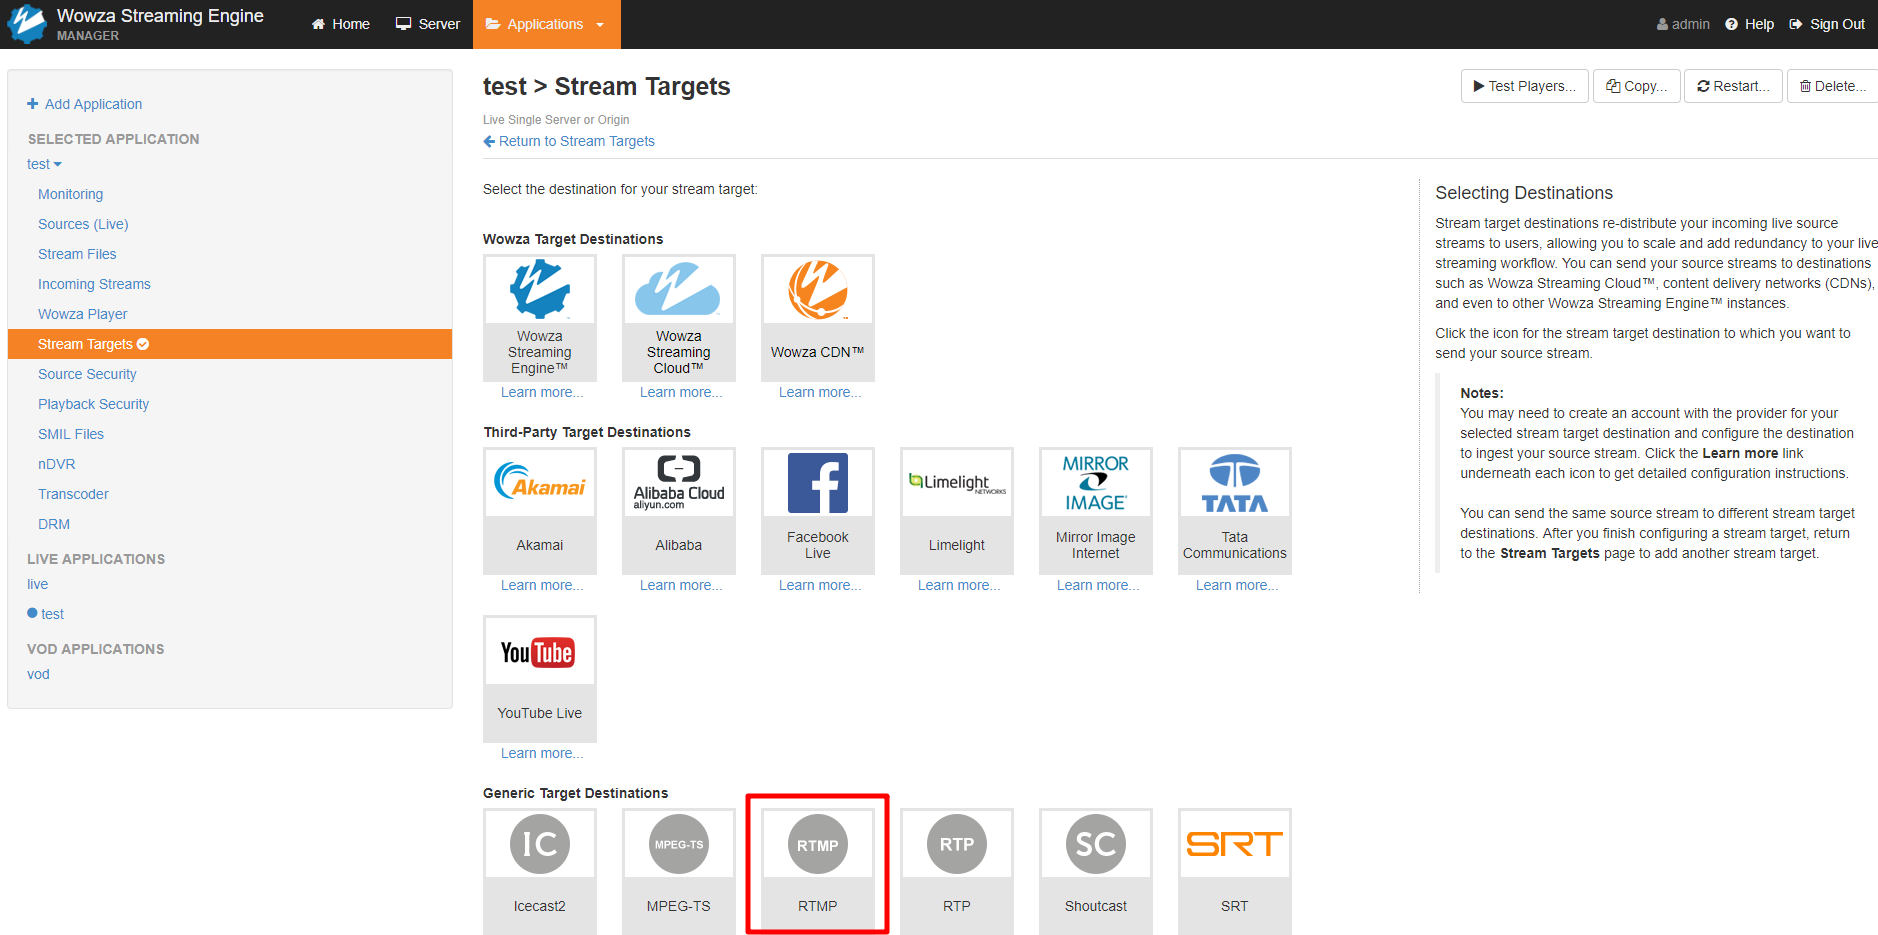 Wowza Streaming Engine
MANAGER
Home
Server
Applications
admin
Help
Sign Out
Add Application
SELECTED APPLICATION
test
Monitoring
Sources (Live)
Stream Files
Incoming Streams
Wowza Player
Stream Targets
Source Security
Playback Security
SMIL Files
nDVR
Transcoder
DRM
LIVE APPLICATIONS
live
test
VOD APPLICATIONS
vod
test > Stream Targets
Test Players...
Copy...
Restart...
Delete...
Live Single Server or Origin
Return to Stream Targets
Select the destination for your stream target:
Wowza Target Destinations
Wowza
Streaming
Engine™
Learn more...
Wowza
Streaming
Cloud™
Learn more...
Wowza CDN™
Learn more...
Third-Party Target Destinations
Akamai
Akamai
Learn more...
Alibaba Cloud
aliyun.com
Alibaba
Learn more...
Facebook
Live
Learn more...
Limelight
NETWORKS
Limelight
Learn more...
MIRROR
IMAGE
Mirror Image
Internet
Learn more...
TATA
Tata
Communications
Learn more...
YouTube
YouTube Live
Learn more...
Generic Target Destinations
IC
Icecast2
MPEG-TS
MPEG-TS
RTMP
RTMP
RTP
RTP
SC
Shoutcast
SRT
SRT
Selecting Destinations
Stream target destinations re-distribute your incoming live source
streams to users, allowing you to scale and add redundancy to your live
streaming workflow. You can send your source streams to destinations
such as Wowza Streaming Cloud™, content delivery networks (CDNs),
and even to other Wowza Streaming Engine™ instances.
Click the icon for the stream target destination to which you want to
send your source stream.
Notes:
You may need to create an account with the provider for your
selected stream target destination and configure the destination
to ingest your source stream. Click the Learn more link
underneath each icon to get detailed configuration instructions.
You can send the same source stream to different stream target
destinations. After you finish configuring a stream target, return
to the Stream Targets page to add another stream target.